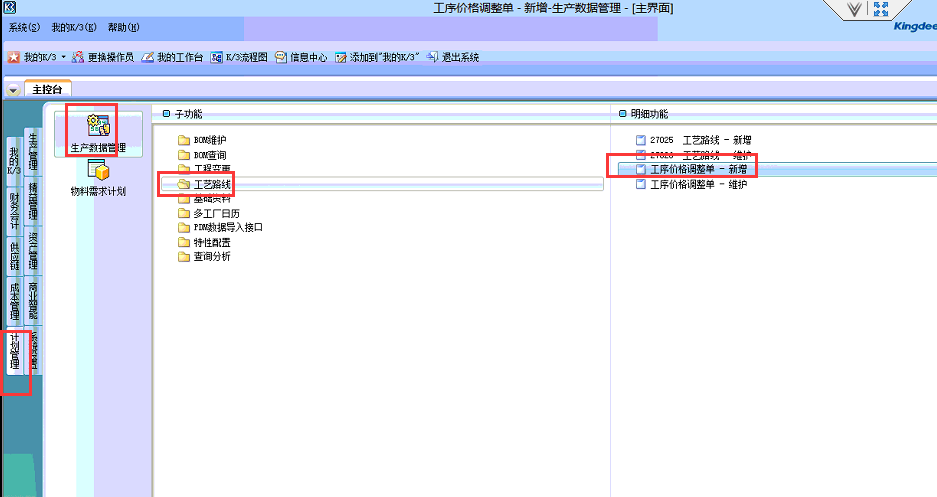 工序价格调整单 - 新增-生产数据管理 - [主界面]
系统(S) 我的K/3(K) 帮助(H)
Kingdee
我的K/3 更换操作员 我的工作台 K/3流程图 信息中心 添加到"我的K/3" 退出系统
主控台
我的K/3
财务会计
供应链
成本管理
计划管理
生产管理
精益管理
资产管理
商业智能
生产数据管理
物料需求计划
子功能
BOM维护
BOM查询
工程变更
工艺路线
基础资料
多工厂日历
PDM数据导入接口
特性配置
查询分析
明细功能
27025 工艺路线 - 新增
27026 工艺路线 - 维护
工序价格调整单 - 新增
工序价格调整单 - 维护